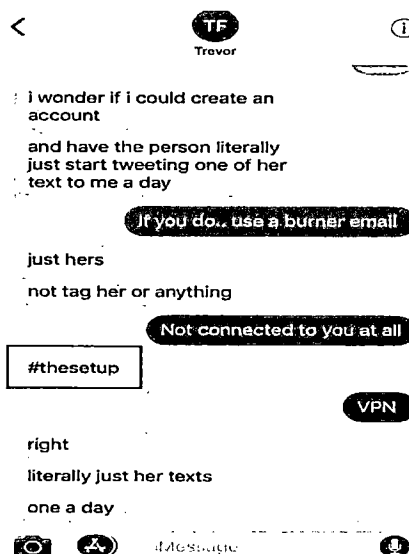 TF
Trevor
i wonder if i could create an
account
and have the person literally
just start tweeting one of her
text to me a day
If you do.. use a burner email
just hers
not tag her or anything
Not connected to you at all
#thesetup
VPN
right
literally just her texts
one a day
iMessage